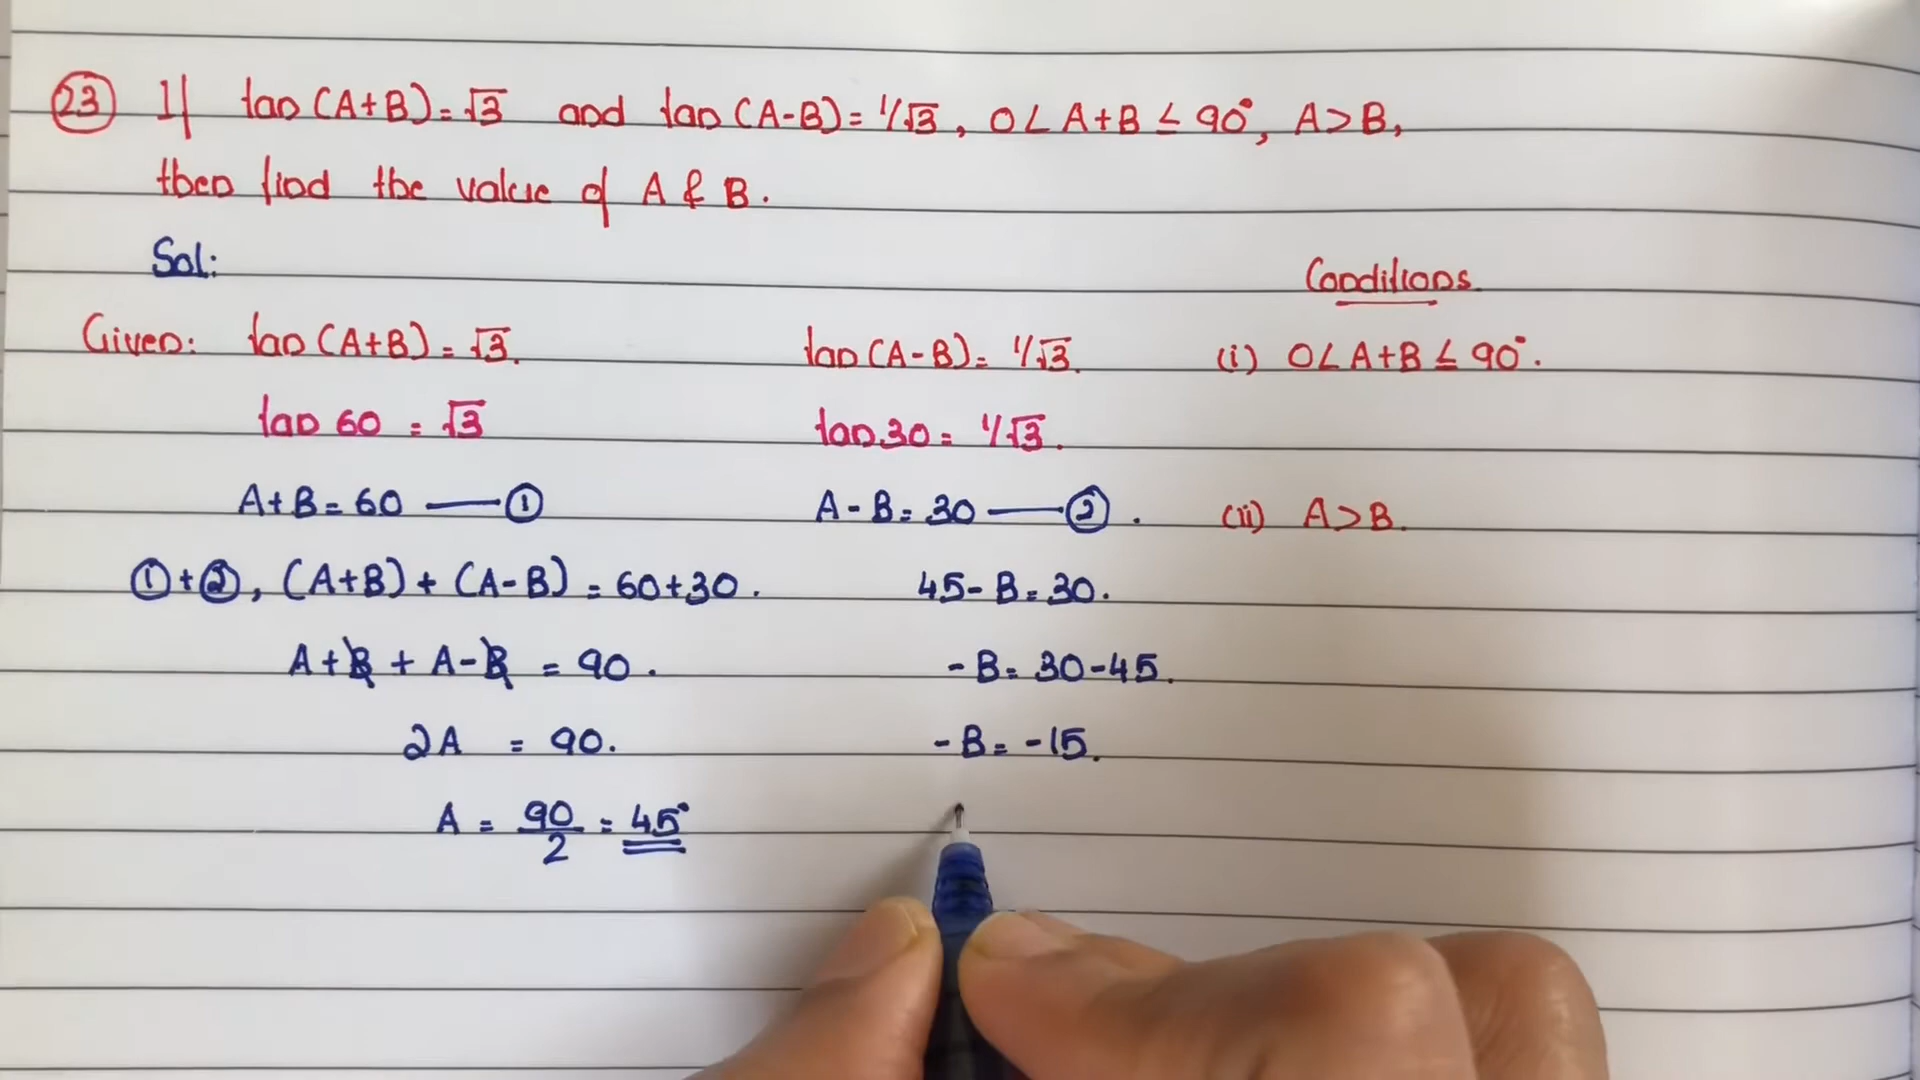 23 If tan(A+B)=√3 and tan(A-B)=1/√3, 0<A+B≤90°, A>B,
then find the value of A & B.
Sol:
Conditions
Given: tan(A+B)=√3. tan(A-B)=1/√3. (i) 0<A+B≤90°.
tan 60 = √3 tan 30 = 1/√3.
A+B=60 — ① A-B=30 — ②. (ii) A>B.
①+②, (A+B)+(A-B)=60+30. 45-B=30.
A+B+A-B=90. -B=30-45.
2A=90. -B=-15.
A=90/2=45°